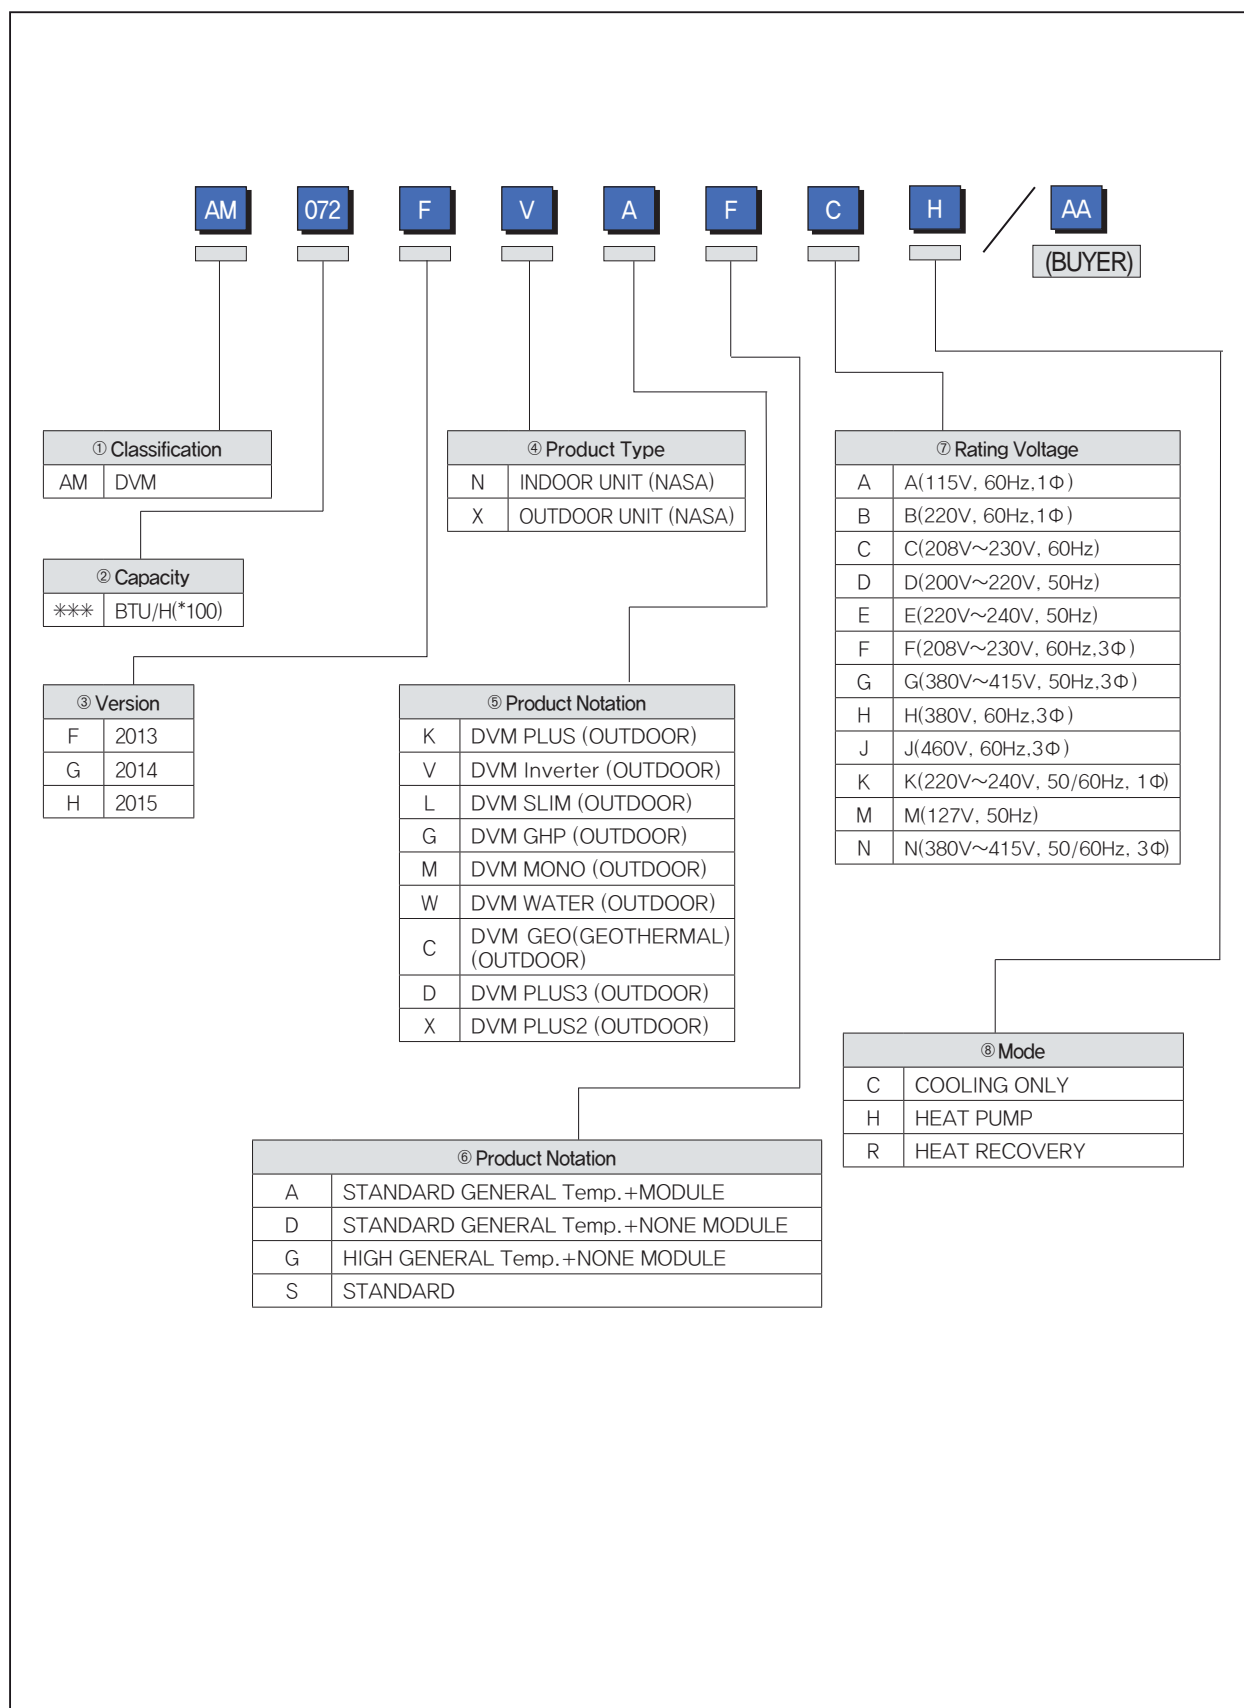 AM 072 F V A F C H / AA
(BUYER)
① Classification
AM DVM
② Capacity
✳✳✳ BTU/H(*100)
③ Version
F 2013
G 2014
H 2015
④ Product Type
N INDOOR UNIT (NASA)
X OUTDOOR UNIT (NASA)
⑤ Product Notation
K DVM PLUS (OUTDOOR)
V DVM Inverter (OUTDOOR)
L DVM SLIM (OUTDOOR)
G DVM GHP (OUTDOOR)
M DVM MONO (OUTDOOR)
W DVM WATER (OUTDOOR)
C DVM GEO(GEOTHERMAL)
(OUTDOOR)
D DVM PLUS3 (OUTDOOR)
X DVM PLUS2 (OUTDOOR)
⑥ Product Notation
A STANDARD GENERAL Temp.+MODULE
D STANDARD GENERAL Temp.+NONE MODULE
G HIGH GENERAL Temp.+NONE MODULE
S STANDARD
⑦ Rating Voltage
A A(115V, 60Hz,1Φ)
B B(220V, 60Hz,1Φ)
C C(208V~230V, 60Hz)
D D(200V~220V, 50Hz)
E E(220V~240V, 50Hz)
F F(208V~230V, 60Hz,3Φ)
G G(380V~415V, 50Hz,3Φ)
H H(380V, 60Hz,3Φ)
J J(460V, 60Hz,3Φ)
K K(220V~240V, 50/60Hz, 1Φ)
M M(127V, 50Hz)
N N(380V~415V, 50/60Hz, 3Φ)
⑧ Mode
C COOLING ONLY
H HEAT PUMP
R HEAT RECOVERY